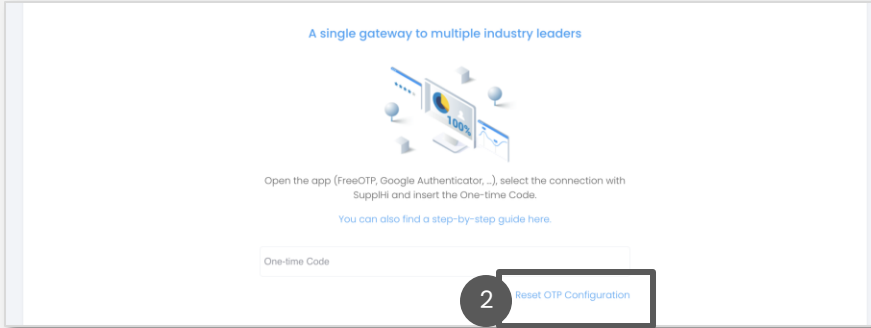 A single gateway to multiple industry leaders
100%
Open the app (FreeOTP, Google Authenticator, ...), select the connection with
SupplHi and insert the One-time Code.
You can also find a step-by-step guide here.
One-time Code
2
Reset OTP Configuration